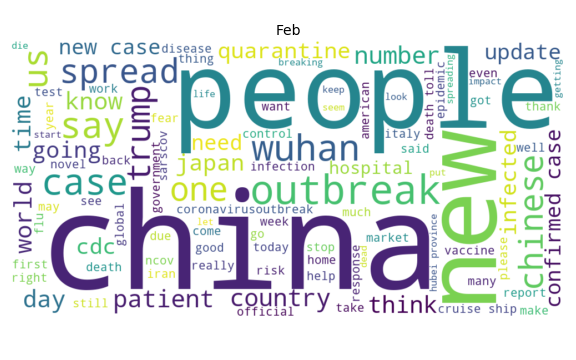 Feb
die
new case
disease
quarantine
number
update
us
spread
thing
breaking
people
even
impact
test
work
life
keep
look
spreading
getting
got
thank
time
year
know
fear
want
american
death toll
epidemic
say
trump
sarscov
seem
start
need
control
italy
said
going
novel
back
government
wuhan
well
way
japan
infection
hospital
put
new
infected
chinese
confirmed case
world
case
one
outbreak
may
see
flu
global
coronavirusoutbreak
much
china
cdc
due
let
come
week
go
market
hubei province
please
vaccine
first
right
death
ncov
iran
good
really
today
stop
home
risk
help
response
dead
many
report
day
still
patient
country
official
take
think
cruise ship
make